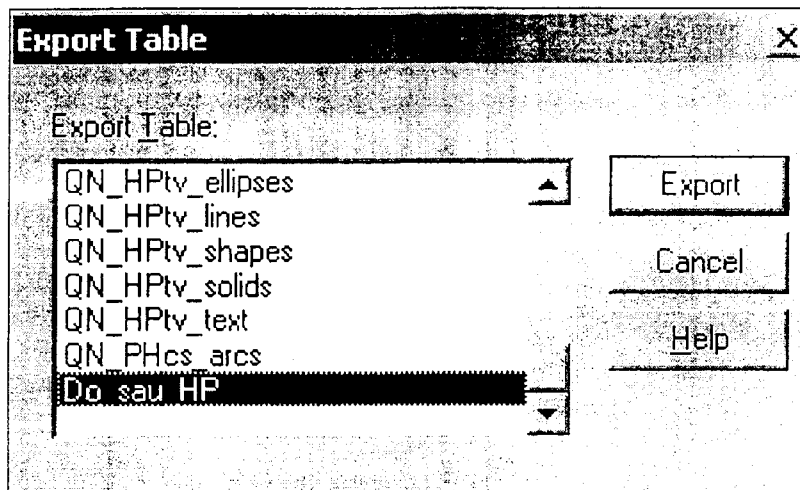 Export Table
Export Table:
QN_HPtv_ellipses
QN_HPtv_lines
QN_HPtv_shapes
QN_HPtv_solids
QN_HPtv_text
QN_PHcs_arcs
Do sau HP
Export
Cancel
Help